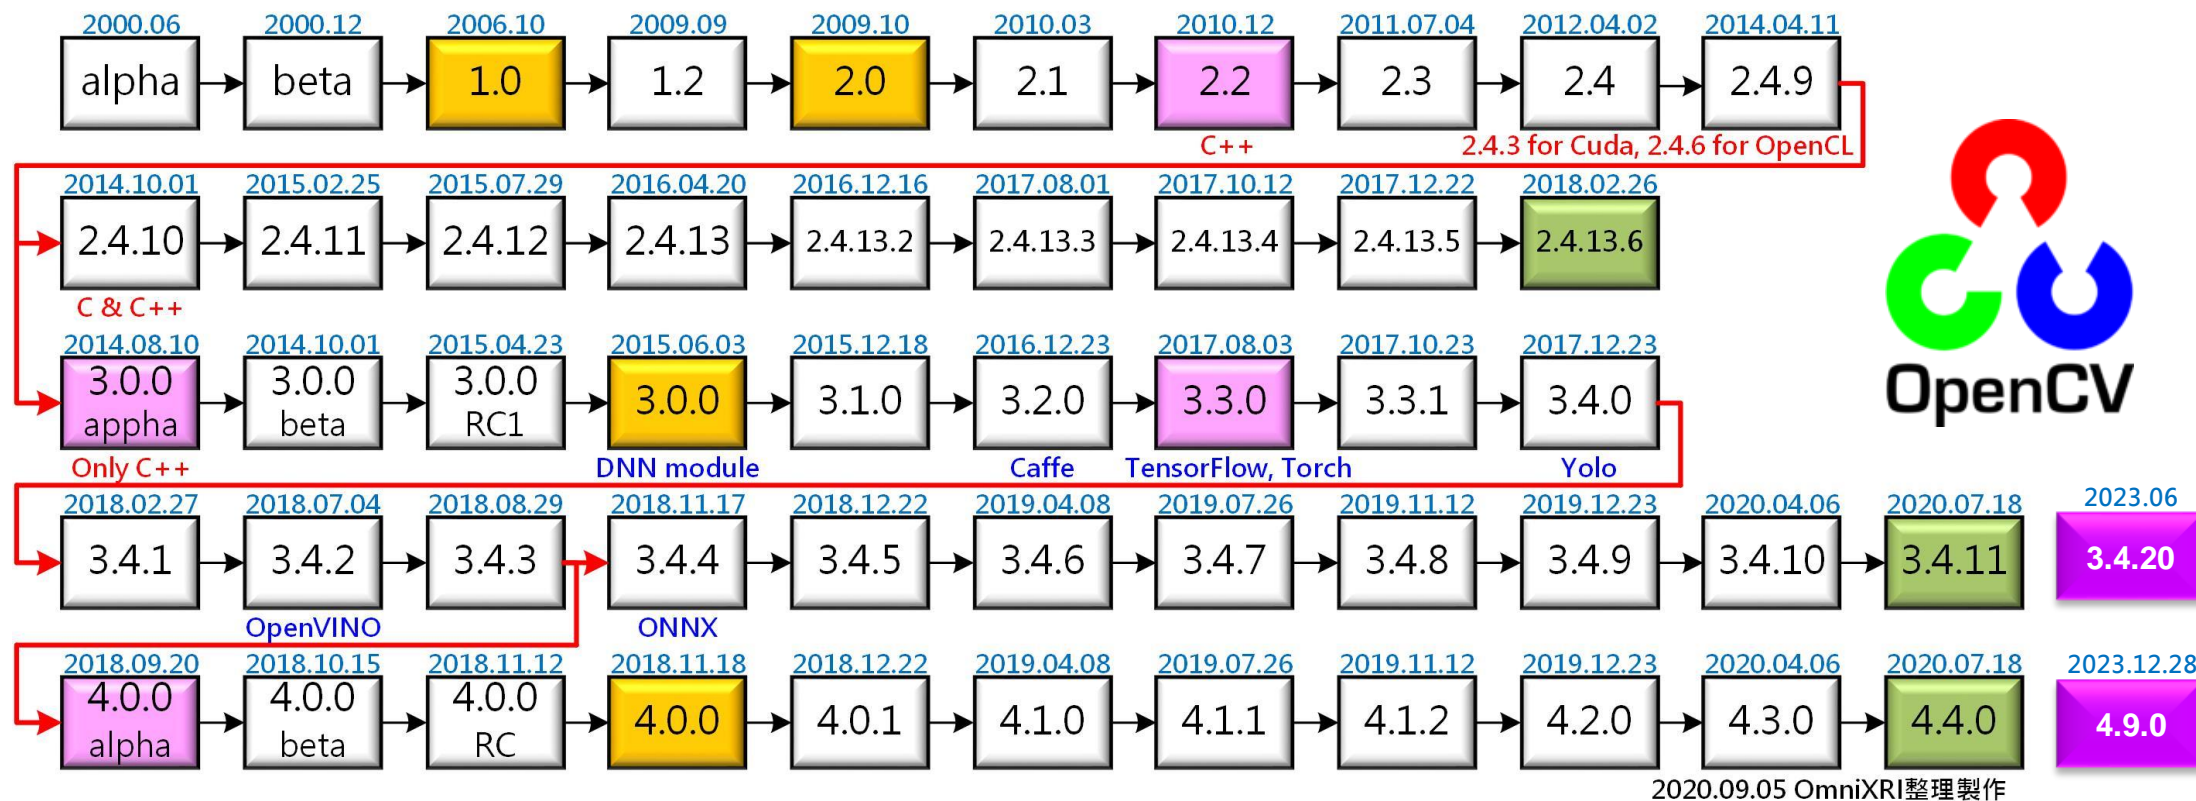 2000.06 2000.12 2006.10 2009.09 2009.10 2010.03 2010.12 2011.07.04 2012.04.02 2014.04.11
alpha beta 1.0 1.2 2.0 2.1 2.2 2.3 2.4 2.4.9
C++ 2.4.3 for Cuda, 2.4.6 for OpenCL
2014.10.01 2015.02.25 2015.07.29 2016.04.20 2016.12.16 2017.08.01 2017.10.12 2017.12.22 2018.02.26
2.4.10 2.4.11 2.4.12 2.4.13 2.4.13.2 2.4.13.3 2.4.13.4 2.4.13.5 2.4.13.6
C & C++
2014.08.10 2014.10.01 2015.04.23 2015.06.03 2015.12.18 2016.12.23 2017.08.03 2017.10.23 2017.12.23
3.0.0 3.0.0 3.0.0 3.0.0 3.1.0 3.2.0 3.3.0 3.3.1 3.4.0
appha beta RC1
OpenCV
Only C++ DNN module Caffe TensorFlow, Torch Yolo
2018.02.27 2018.07.04 2018.08.29 2018.11.17 2018.12.22 2019.04.08 2019.07.26 2019.11.12 2019.12.23 2020.04.06 2020.07.18 2023.06
3.4.1 3.4.2 3.4.3 3.4.4 3.4.5 3.4.6 3.4.7 3.4.8 3.4.9 3.4.10 3.4.11 3.4.20
OpenVINO ONNX
2018.09.20 2018.10.15 2018.11.12 2018.11.18 2018.12.22 2019.04.08 2019.07.26 2019.11.12 2019.12.23 2020.04.06 2020.07.18 2023.12.28
4.0.0 4.0.0 4.0.0 4.0.0 4.0.1 4.1.0 4.1.1 4.1.2 4.2.0 4.3.0 4.4.0 4.9.0
alpha beta RC
2020.09.05 OmniXRI整理製作